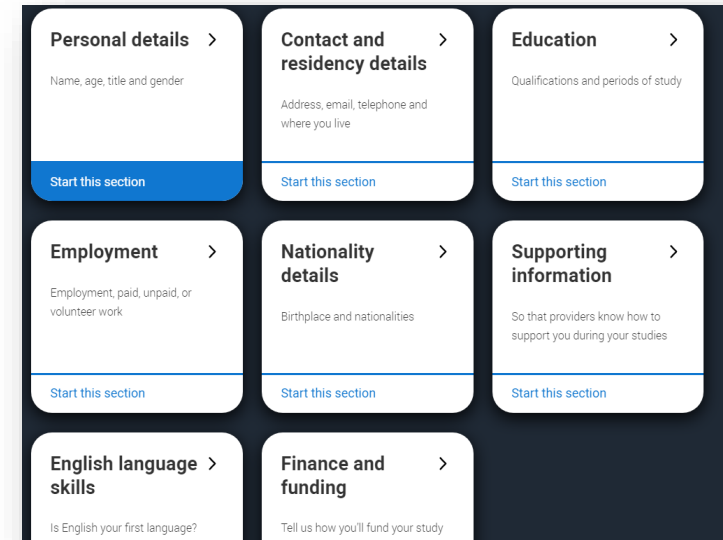 Personal details
Name, age, title and gender
Start this section
Contact and
residency details
Address, email, telephone and
where you live
Start this section
Education
Qualifications and periods of study
Start this section
Employment
Employment, paid, unpaid, or
volunteer work
Start this section
Nationality
details
Birthplace and nationalities
Start this section
Supporting
information
So that providers know how to
support you during your studies
Start this section
English language
skills
Is English your first language?
Finance and
funding
Tell us how you'll fund your study